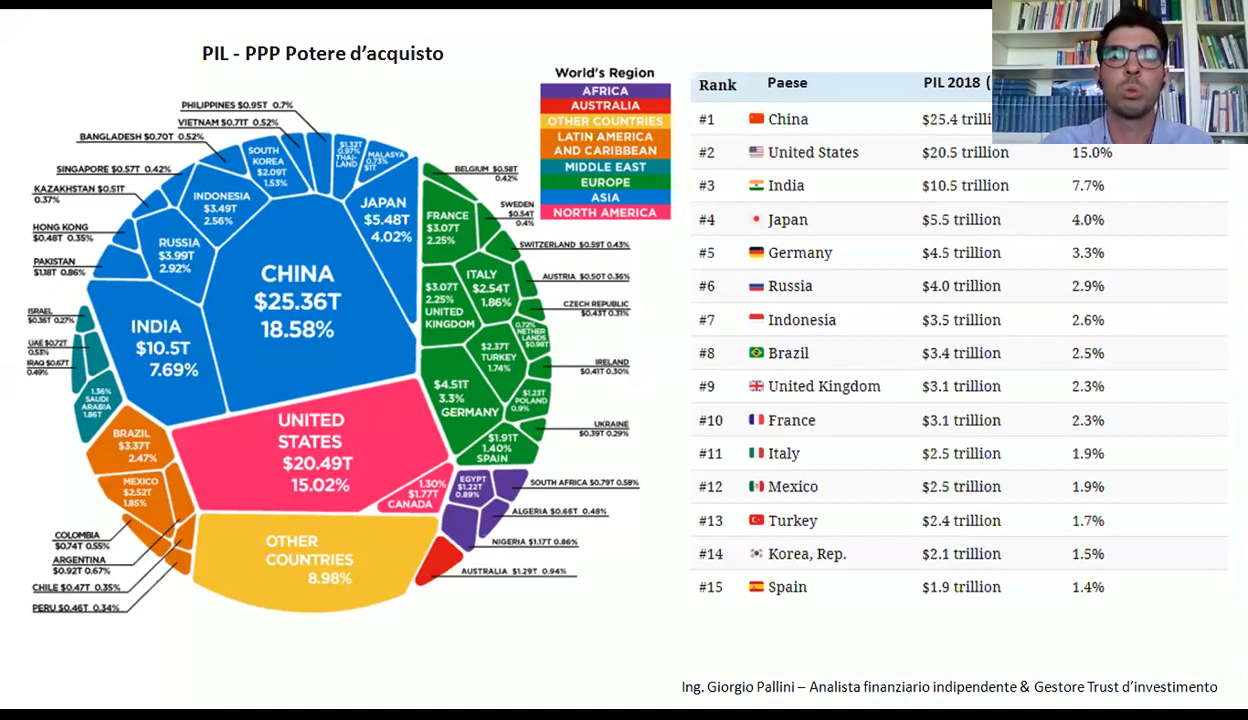 PIL - PPP Potere d'acquisto
World's Region
AFRICA
AUSTRALIA
OTHER COUNTRIES
LATIN AMERICA
AND CARIBBEAN
MIDDLE EAST
EUROPE
ASIA
NORTH AMERICA
PHILIPPINES $0.95T 0.7%
VIETNAM $0.71T 0.52%
BANGLADESH $0.70T 0.52%
SINGAPORE $0.57T 0.42%
KAZAKHSTAN $0.51T
0.37%
HONG KONG
$0.48T 0.35%
PAKISTAN
$1.18T 0.86%
SOUTH
KOREA
$2.09T
1.53%
$1.32T
0.97%
THAI-
LAND
MALASYA
0.73%
$1T
INDONESIA
$3.49T
2.56%
RUSSIA
$3.99T
2.92%
JAPAN
$5.48T
4.02%
CHINA
$25.36T
18.58%
INDIA
$10.5T
7.69%
ISRAEL
$0.36T 0.27%
UAE $0.72T
0.53%
IRAQ $0.67T
0.49%
1.36%
SAUDI
ARABIA
1.86T
BELGIUM $0.58T
0.42%
SWEDEN
$0.54T
0.4%
SWITZERLAND $0.59T 0.43%
AUSTRIA $0.50T 0.36%
CZECH REPUBLIC
$0.43T 0.31%
FRANCE
$3.07T
2.25%
ITALY
$2.54T
1.86%
$3.07T
2.25%
UNITED
KINGDOM
0.72%
NETHER
LANDS
$0.98T
$2.37T
TURKEY
1.74%
IRELAND
$0.41T 0.30%
$4.51T
3.3%
GERMANY
$1.23T
POLAND
0.9%
UKRAINE
$0.39T 0.29%
$1.91T
1.40%
SPAIN
UNITED
STATES
$20.49T
15.02%
1.30%
$1.77T
CANADA
BRAZIL
$3.37T
2.47%
MEXICO
$2.52T
1.85%
COLOMBIA
$0.74T 0.55%
ARGENTINA
$0.92T 0.67%
CHILE $0.47T 0.35%
PERU $0.46T 0.34%
OTHER
COUNTRIES
8.98%
EGYPT
$1.22T
0.89%
SOUTH AFRICA $0.79T 0.58%
ALGERIA $0.66T 0.48%
NIGERIA $1.17T 0.86%
AUSTRALIA $1.29T 0.94%
Rank Paese PIL 2018 (
#1 China $25.4 trilli
#2 United States $20.5 trillion 15.0%
#3 India $10.5 trillion 7.7%
#4 Japan $5.5 trillion 4.0%
#5 Germany $4.5 trillion 3.3%
#6 Russia $4.0 trillion 2.9%
#7 Indonesia $3.5 trillion 2.6%
#8 Brazil $3.4 trillion 2.5%
#9 United Kingdom $3.1 trillion 2.3%
#10 France $3.1 trillion 2.3%
#11 Italy $2.5 trillion 1.9%
#12 Mexico $2.5 trillion 1.9%
#13 Turkey $2.4 trillion 1.7%
#14 Korea, Rep. $2.1 trillion 1.5%
#15 Spain $1.9 trillion 1.4%
Ing. Giorgio Pallini – Analista finanziario indipendente & Gestore Trust d'investimento